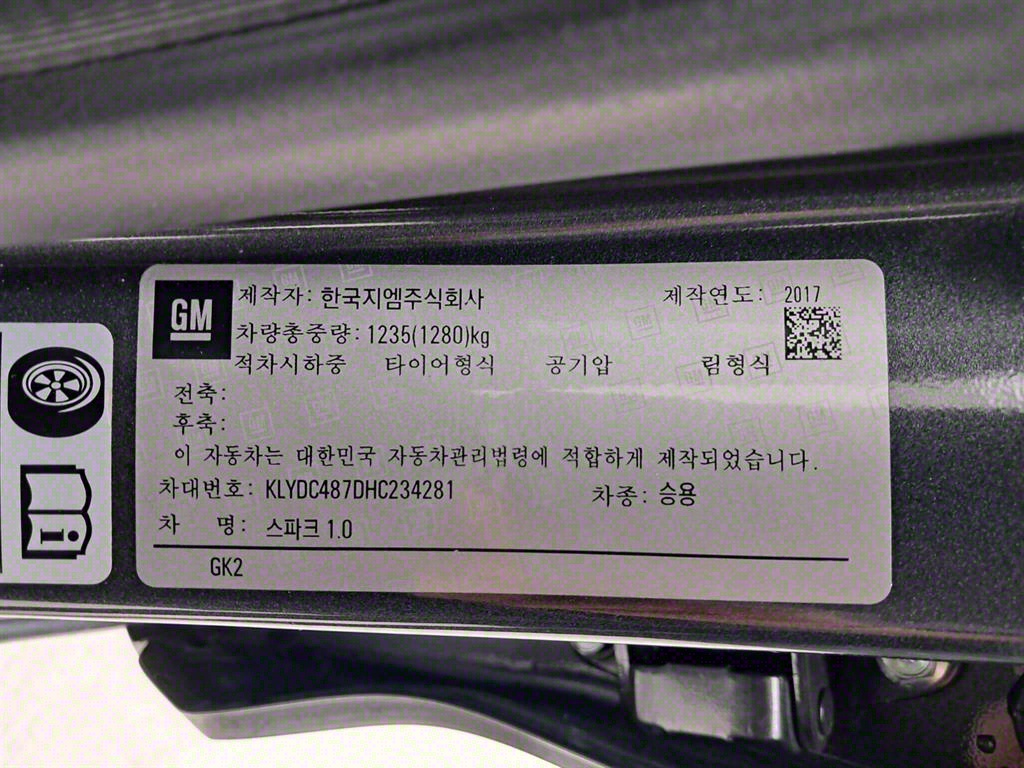 GM
제작자: 한국지엠주식회사 제작연도: 2017
차량총중량: 1235(1280)kg
적차시하중 타이어형식 공기압 림형식
전축:
후축:
이 자동차는 대한민국 자동차관리법령에 적합하게 제작되었습니다.
차대번호: KLYDC487DHC234281 차종: 승용
차 명: 스파크 1.0
GK2